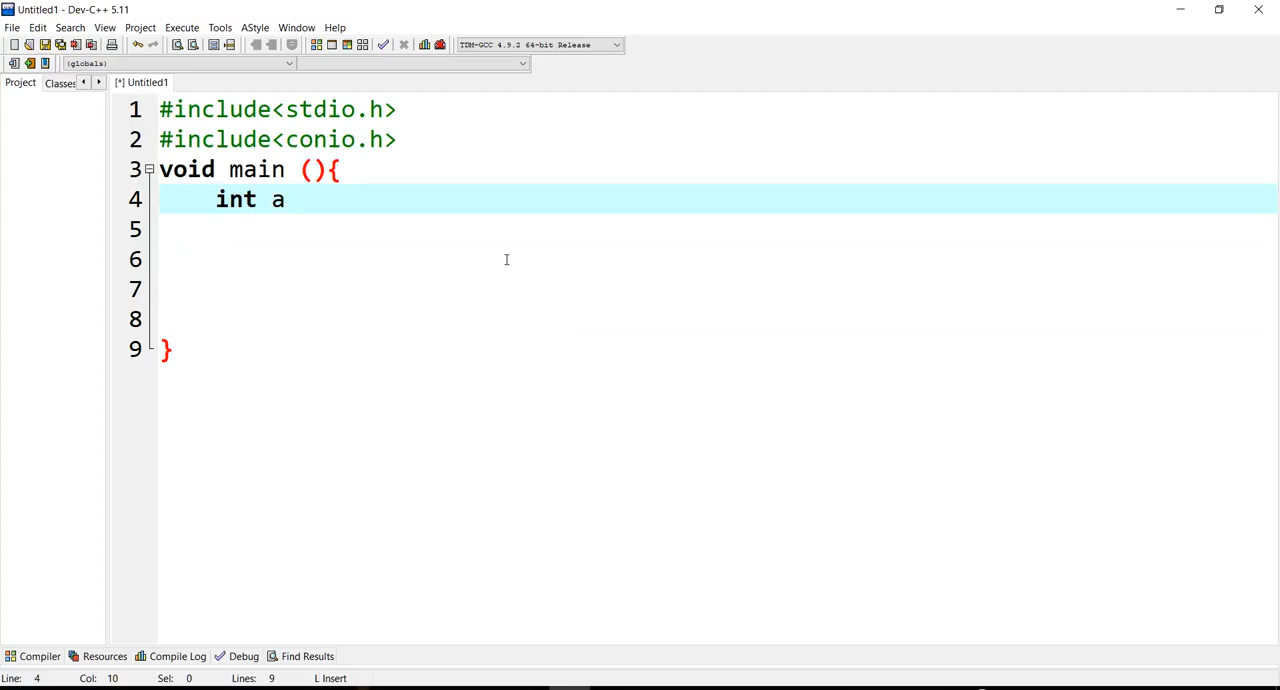 Untitled1 - Dev-C++ 5.11
File Edit Search View Project Execute Tools AStyle Window Help
TDM-GCC 4.9.2 64-bit Release
(globals)
Project Classes [*] Untitled1
1 #include<stdio.h>
2 #include<conio.h>
3 void main (){
4 int a
5
6
7
8
9 }
Compiler Resources Compile Log Debug Find Results
Line: 4 Col: 10 Sel: 0 Lines: 9 Insert